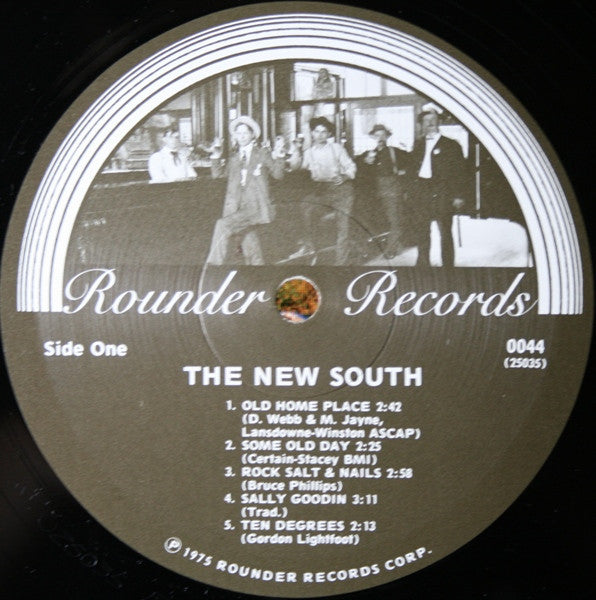 Rounder Records
Side One
0044
(25035)
THE NEW SOUTH
1. OLD HOME PLACE 2:42
(D. Webb & M. Jayne,
Lansdowne-Winston ASCAP)
2. SOME OLD DAY 2:25
(Certain-Stacey BMI)
3. ROCK SALT & NAILS 2:58
(Bruce Phillips)
4. SALLY GOODIN 3:11
(Trad.)
5. TEN DEGREES 2:13
(Gordon Lightfoot)
℗ 1975 ROUNDER RECORDS CORP.